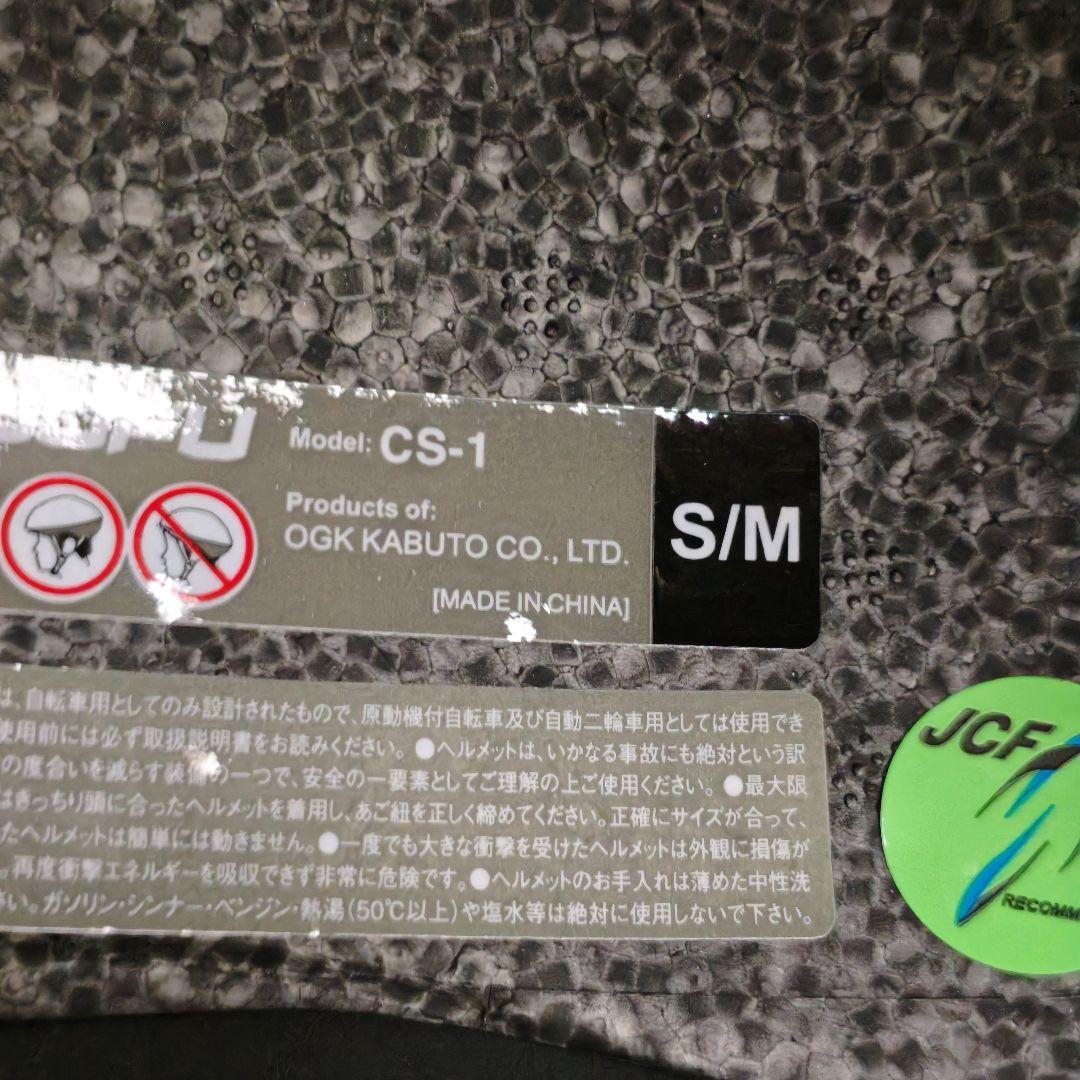 Model: CS-1
Products of:
OGK KABUTO CO., LTD.
[MADE IN CHINA]
S/M
は、自転車用としてのみ設計されたもので、原動機付自転車及び自動二輪車用としては使用でき
使用前には必ず取扱説明書をお読みください。●ヘルメットは、いかなる事故にも絶対という訳
の度合いを減らす装備の一つで、安全の一要素としてご理解の上ご使用ください。●最大限
はきっちり頭に合ったヘルメットを着用し、あご紐を正しく締めてください。正確にサイズが合って、
たヘルメットは簡単には動きません。●一度でも大きな衝撃を受けたヘルメットは外観に損傷が
。再度衝撃エネルギーを吸収できず非常に危険です。●ヘルメットのお手入れは薄めた中性洗
さい。ガソリン・シンナー・ベンジン・熱湯(50℃以上)や塩水等は絶対に使用しないで下さい。
JCF
RECOMM